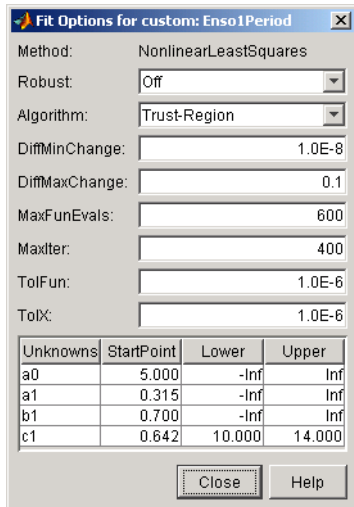 Fit Options for custom: Enso1Period
Method: NonlinearLeastSquares
Robust: Off
Algorithm: Trust-Region
DiffMinChange: 1.0E-8
DiffMaxChange: 0.1
MaxFunEvals: 600
MaxIter: 400
TolFun: 1.0E-6
TolX: 1.0E-6
Unknowns StartPoint Lower Upper
a0 5.000 -Inf Inf
a1 0.315 -Inf Inf
b1 0.700 -Inf Inf
c1 0.642 10.000 14.000
Close Help